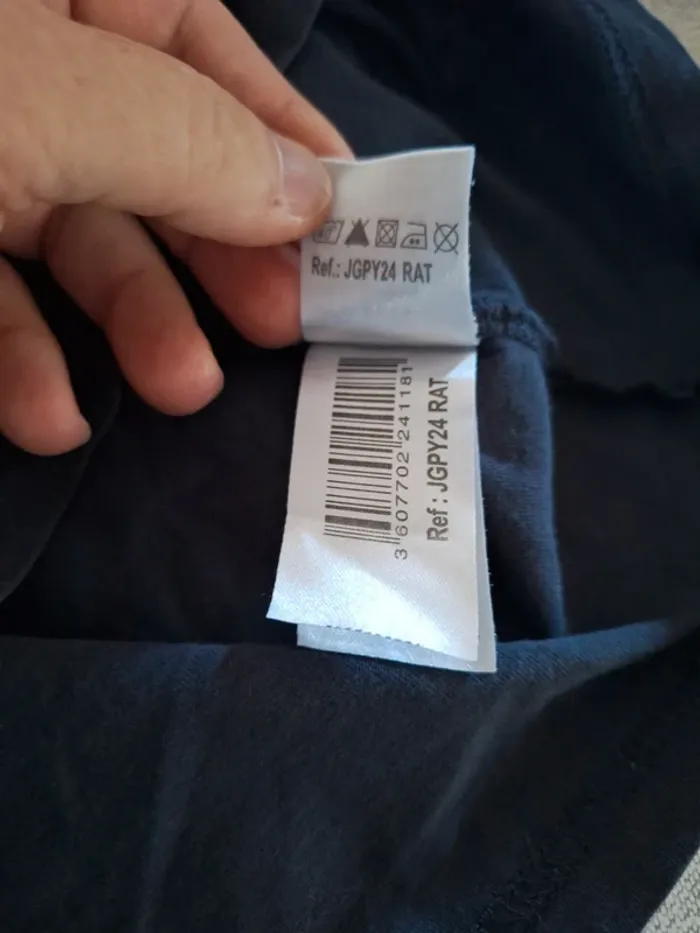 Ref.: JGPY24 RAT
3 607702 241181
Ref : JGPY24 RAT